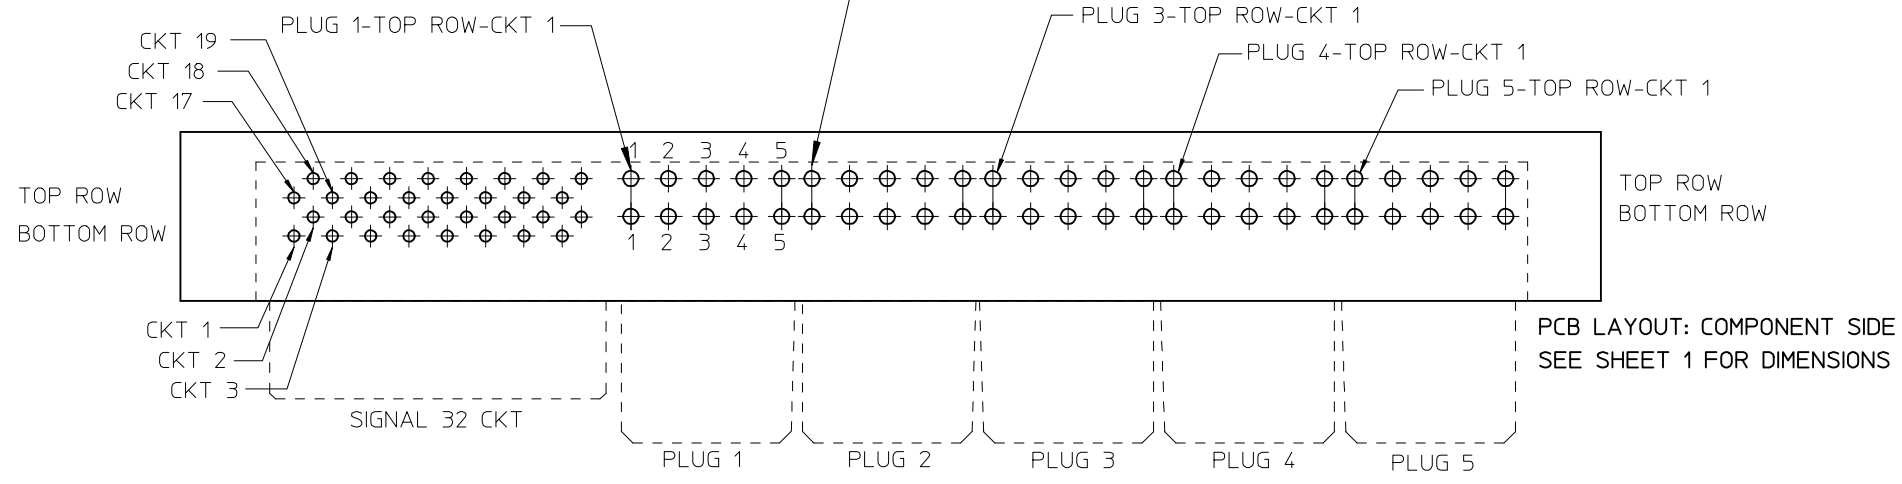 PLUG 1-TOP ROW-CKT 1
PLUG 3-TOP ROW-CKT 1
PLUG 4-TOP ROW-CKT 1
PLUG 5-TOP ROW-CKT 1
CKT 19
CKT 18
CKT 17
1 2 3 4 5
TOP ROW
BOTTOM ROW
TOP ROW
BOTTOM ROW
1 2 3 4 5
CKT 1
CKT 2
CKT 3
PCB LAYOUT: COMPONENT SIDE
SEE SHEET 1 FOR DIMENSIONS
SIGNAL 32 CKT
PLUG 1
PLUG 2
PLUG 3
PLUG 4
PLUG 5